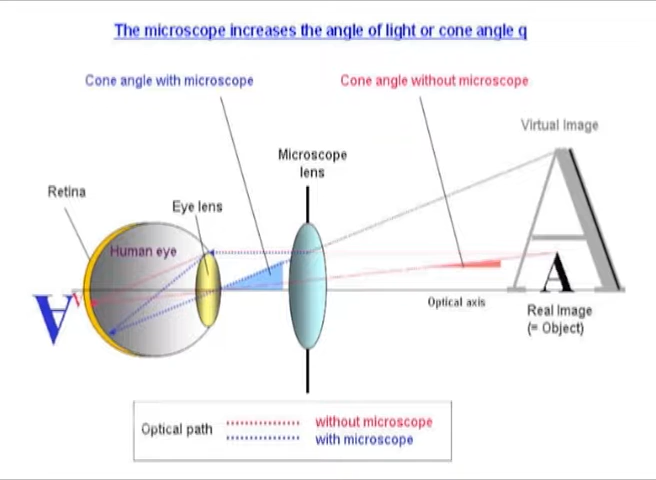 The microscope increases the angle of light or cone angle q
Cone angle with microscope
Cone angle without microscope
Virtual Image
Microscope
lens
Retina
Eye lens
Human eye
A
A
A
A
Optical axis
Real Image
(= Object)
Optical path
without microscope
with microscope